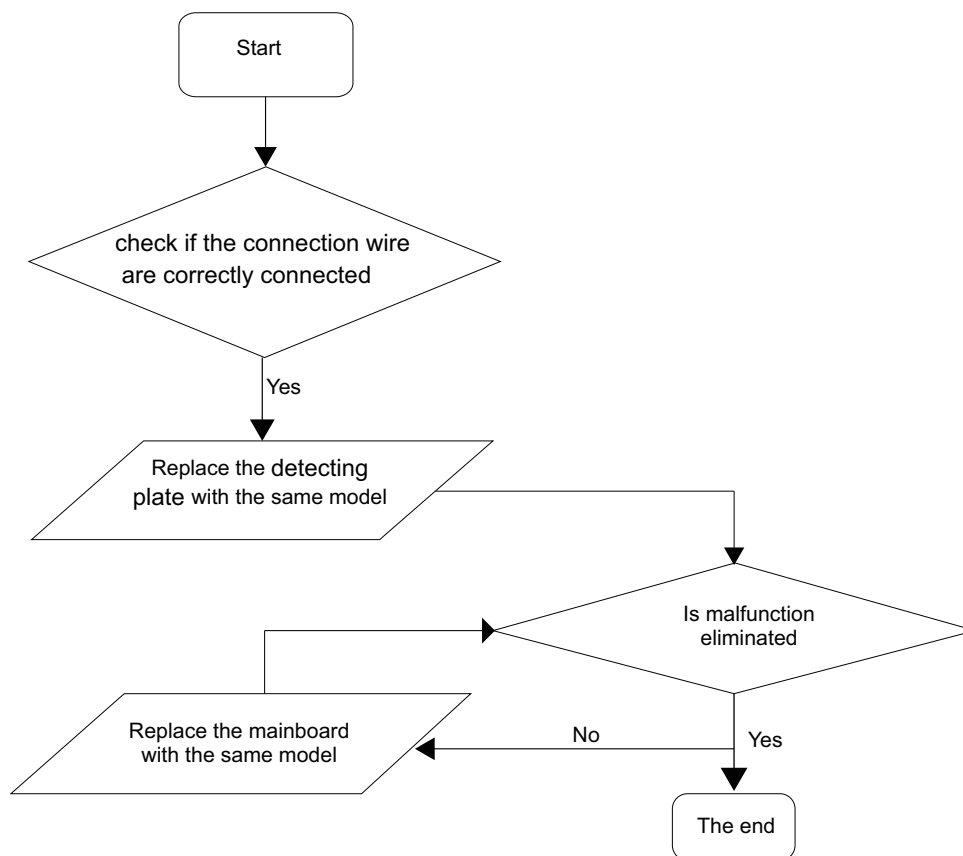 Start
check if the connection wire
are correctly connected
Yes
Replace the detecting
plate with the same model
Is malfunction
eliminated
Replace the mainboard
with the same model
No
Yes
The end